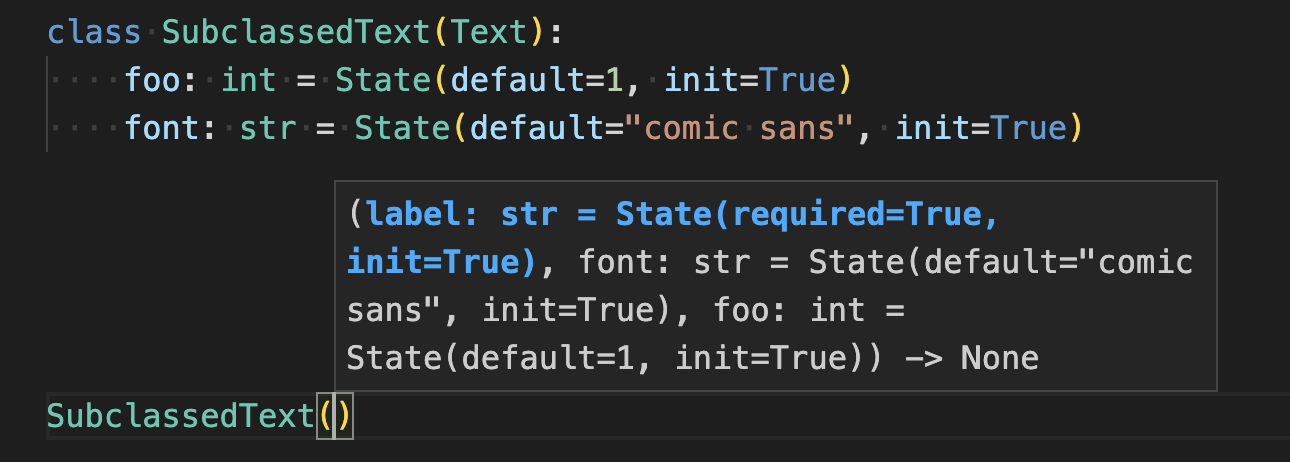 class SubclassedText(Text):
    foo: int = State(default=1, init=True)
    font: str = State(default="comic sans", init=True)
(label: str = State(required=True,
init=True), font: str = State(default="comic
sans", init=True), foo: int =
State(default=1, init=True)) -> None
SubclassedText()